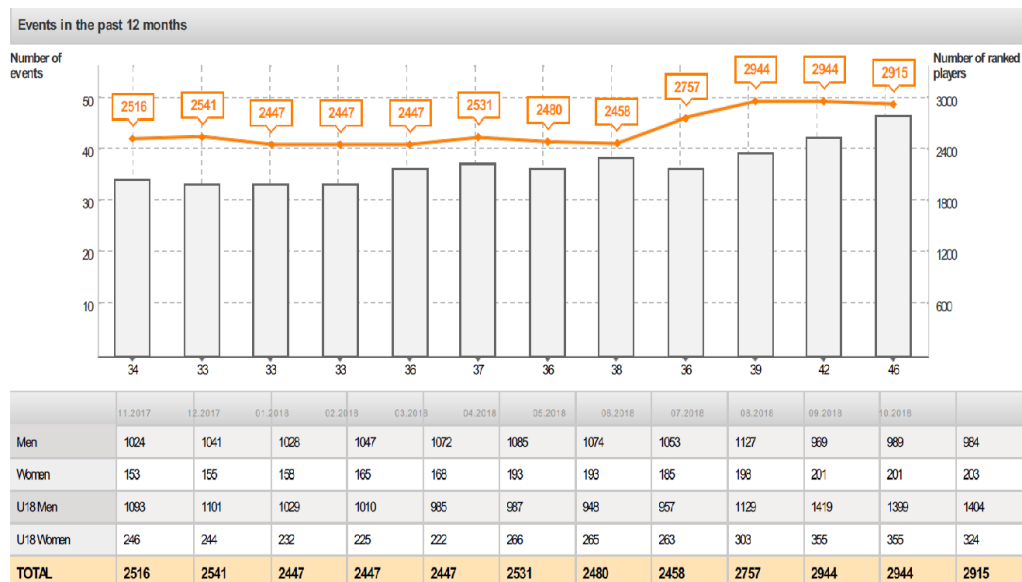 Events in the past 12 months
Number of events
Number of ranked players
2516 2541 2447 2447 2447 2531 2480 2458 2757 2944 2944 2915
50 3000
40 2400
30 1800
20 1200
10 600
34 33 33 33 36 37 36 38 36 39 42 46
11.2017 12.2017 01.2018 02.2018 03.2018 04.2018 05.2018 06.2018 07.2018 08.2018 09.2018 10.2018
Men 1024 1041 1028 1047 1072 1085 1074 1053 1127 969 989 984
Women 153 155 158 165 168 193 193 185 198 201 201 203
U18 Men 1093 1101 1029 1010 985 987 948 957 1129 1419 1399 1404
U18 Women 246 244 232 225 222 266 265 263 303 355 355 324
TOTAL 2516 2541 2447 2447 2447 2531 2480 2458 2757 2944 2944 2915